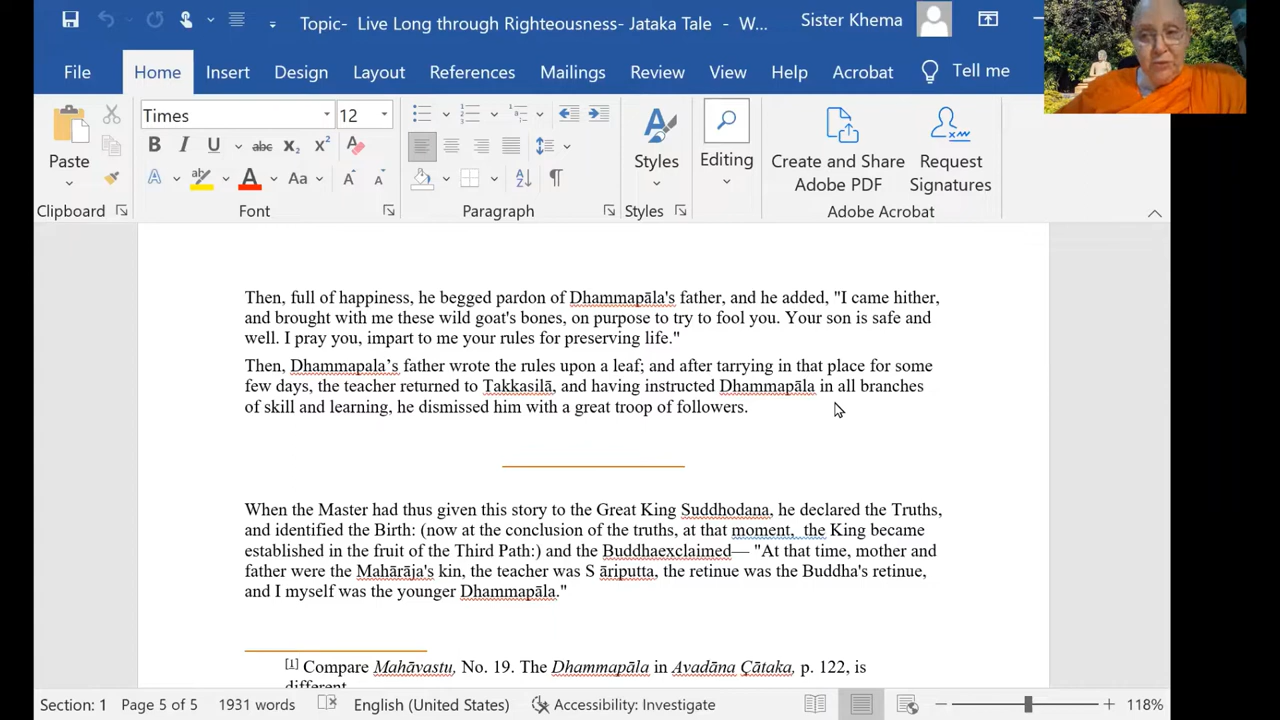 Topic- Live Long through Righteousness- Jataka Tale - W...
Sister Khema
File Home Insert Design Layout References Mailings Review View Help Acrobat Tell me
Times 12
Paste
Styles
Editing
Create and Share Adobe PDF
Request Signatures
Clipboard Font Paragraph Styles Adobe Acrobat
Then, full of happiness, he begged pardon of Dhammapāla's father, and he added, "I came hither,
and brought with me these wild goat's bones, on purpose to try to fool you. Your son is safe and
well. I pray you, impart to me your rules for preserving life."
Then, Dhammapala’s father wrote the rules upon a leaf; and after tarrying in that place for some
few days, the teacher returned to Takkasilā, and having instructed Dhammapāla in all branches
of skill and learning, he dismissed him with a great troop of followers.
When the Master had thus given this story to the Great King Suddhodana, he declared the Truths,
and identified the Birth: (now at the conclusion of the truths, at that moment, the King became
established in the fruit of the Third Path:) and the Buddhaexclaimed— "At that time, mother and
father were the Mahārāja's kin, the teacher was S āriputta, the retinue was the Buddha's retinue,
and I myself was the younger Dhammapāla."
[1] Compare Mahāvastu, No. 19. The Dhammapāla in Avadāna Çātaka, p. 122, is
different
Section: 1 Page 5 of 5 1931 words English (United States) Accessibility: Investigate 118%